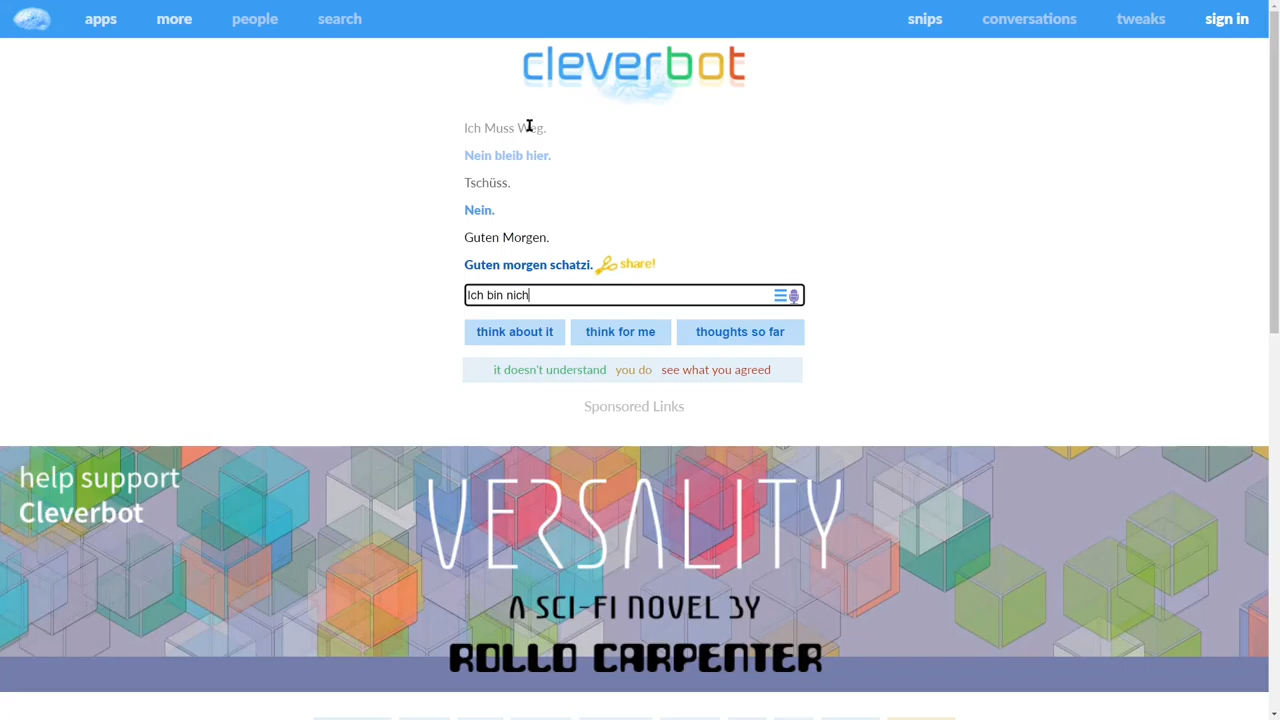 apps more people search snips conversations tweaks sign in
cleverbot
Ich Muss Weg.
Nein bleib hier.
Tschüss.
Nein.
Guten Morgen.
Guten morgen schatzi. share!
Ich bin nich
think about it think for me thoughts so far
it doesn't understand you do see what you agreed
Sponsored Links
help support
Cleverbot
VERSALITY
A SCI-FI NOVEL BY
ROLLO CARPENTER